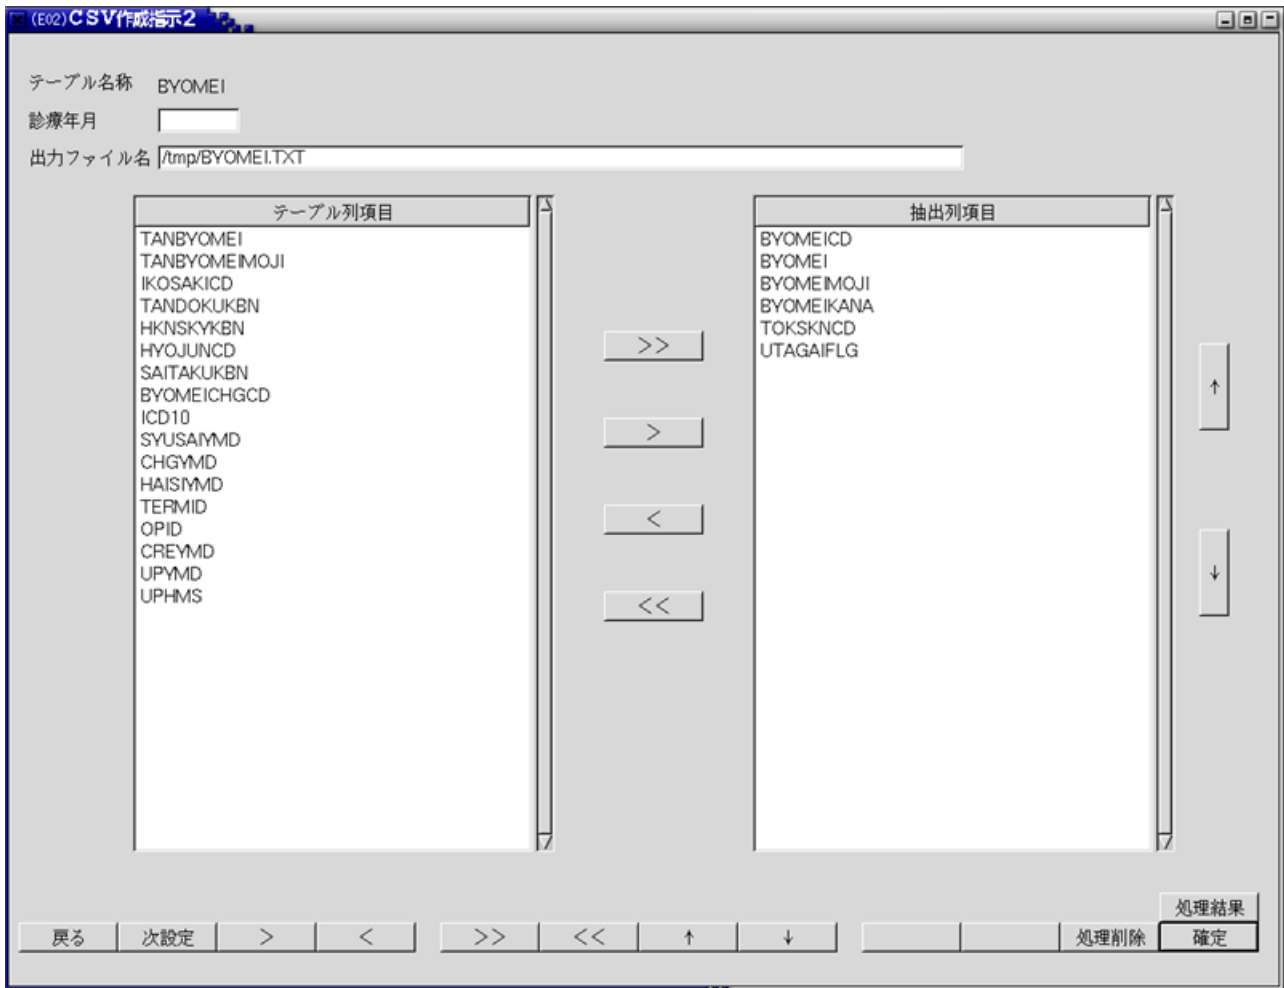 (E02)CSV作成指示2
テーブル名称 BYOMEI
診療年月
出力ファイル名 /tmp/BYOMEI.TXT
テーブル列項目
TANBYOMEI
TANBYOMEIMOJI
IKOSAKICD
TANDOKUKBN
HKNSKYKBN
HYOJUNCD
SAITAKUKBN
BYOMEICHGCD
ICD10
SYUSAIYMD
CHGYMD
HAISIYMD
TERMID
OPID
CREYMD
UPYMD
UPHMS
>>
>
<
<<
抽出列項目
BYOMEICD
BYOMEI
BYOMEIMOJI
BYOMEIKANA
TOKSKNCD
UTAGAIFLG
↑
↓
処理結果
戻る 次設定 > < >> << ↑ ↓ 処理削除 確定